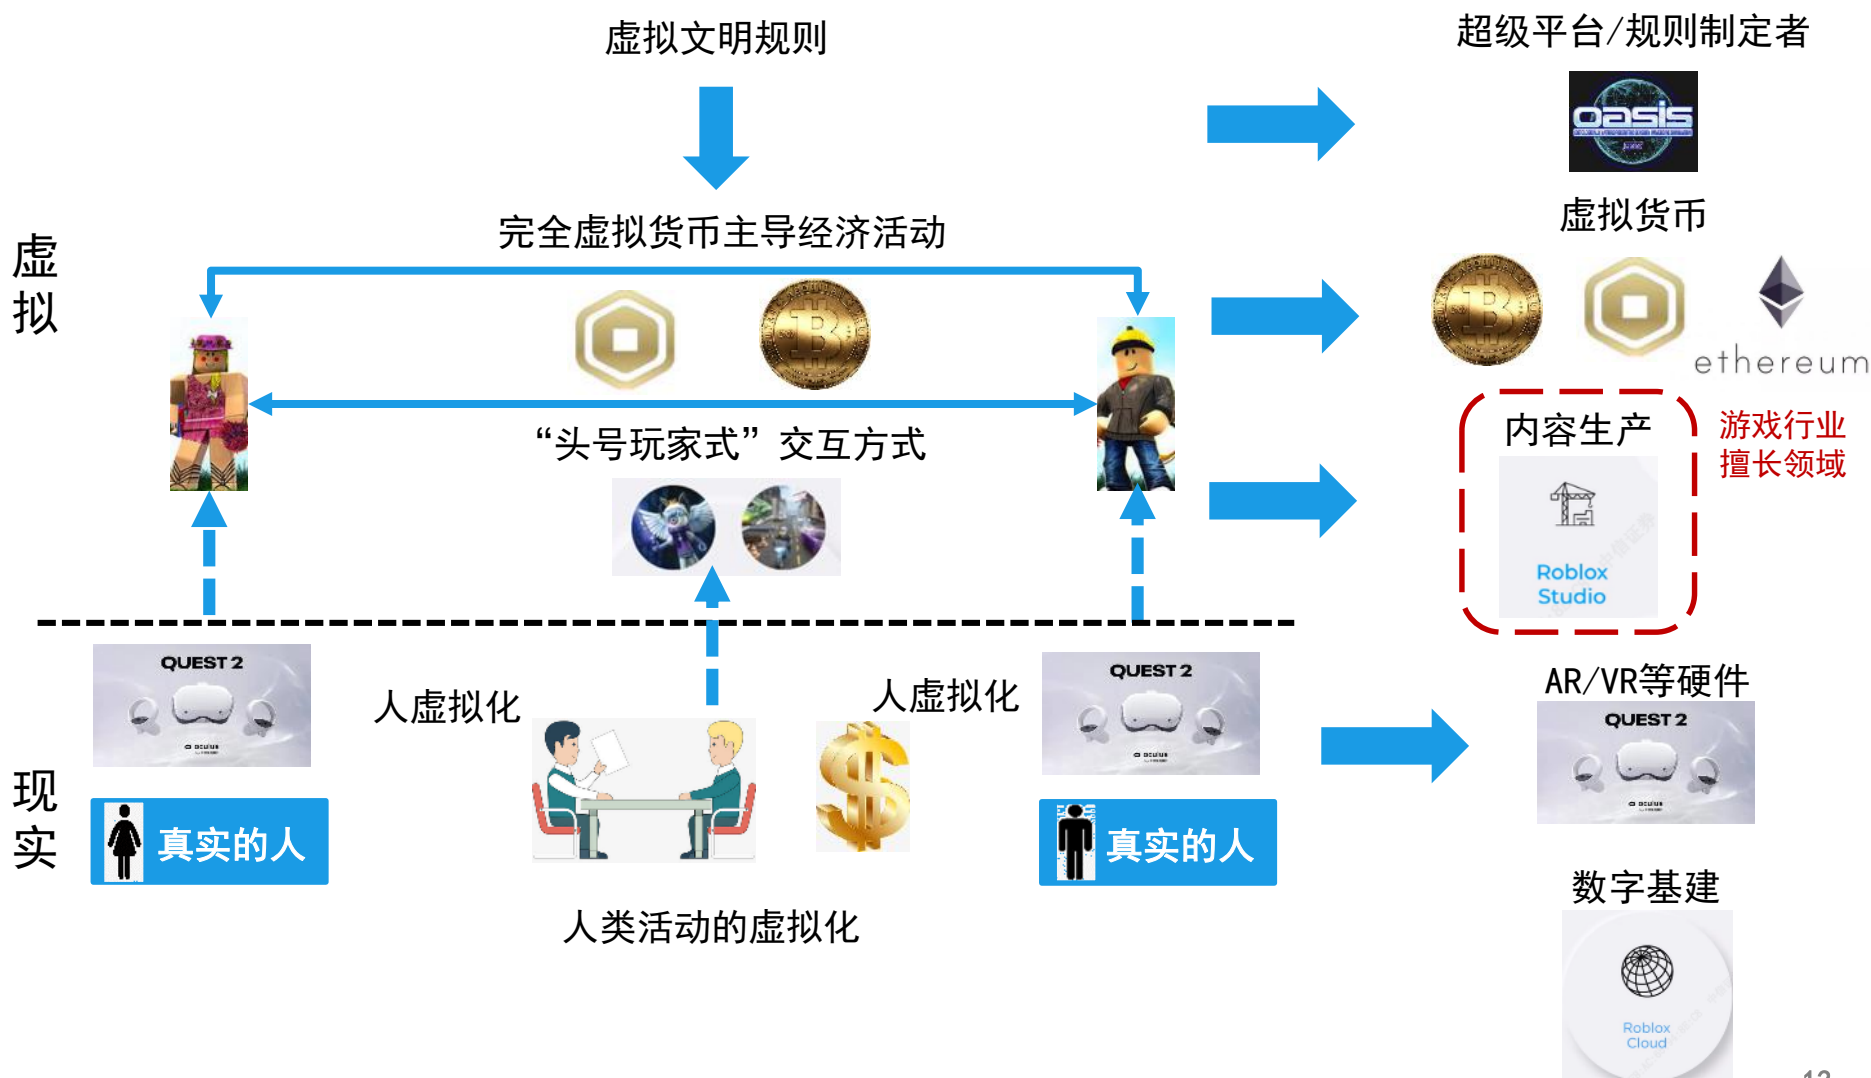 虚拟文明规则
超级平台/规则制定者
oasis
虚拟货币
完全虚拟货币主导经济活动
虚
拟
ethereum
“头号玩家式”交互方式
内容生产
游戏行业
擅长领域
Roblox
Studio
QUEST 2
oculus
人虚拟化
人虚拟化
QUEST 2
oculus
AR/VR等硬件
QUEST 2
oculus
现
实
真实的人
真实的人
人类活动的虚拟化
数字基建
Roblox
Cloud